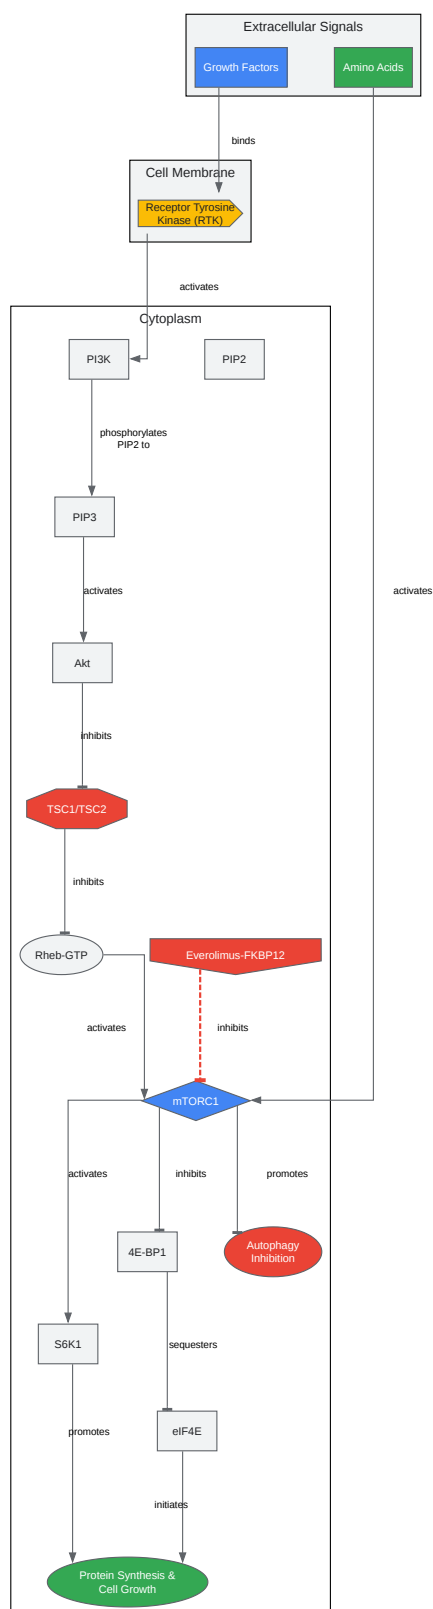 Extracellular Signals
Growth Factors
Amino Acids
binds
Cell Membrane
Receptor Tyrosine
Kinase (RTK)
activates
Cytoplasm
PI3K
PIP2
phosphorylates
PIP2 to
PIP3
activates
activates
Akt
inhibits
TSC1/TSC2
inhibits
Rheb-GTP
Everolimus-FKBP12
activates
inhibits
mTORC1
activates
inhibits
promotes
4E-BP1
Autophagy
Inhibition
S6K1
sequesters
promotes
eIF4E
initiates
Protein Synthesis &
Cell Growth